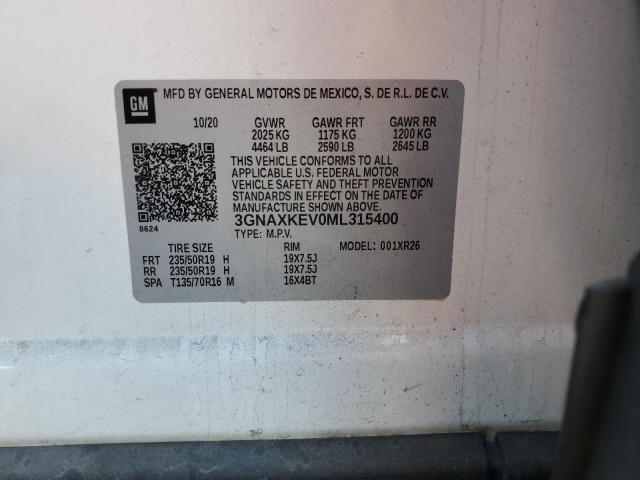 GM
MFD BY GENERAL MOTORS DE MEXICO, S. DE R.L. DE C.V.
10/20 GVWR GAWR FRT GAWR RR
2025 KG 1175 KG 1200 KG
4464 LB 2590 LB 2645 LB
THIS VEHICLE CONFORMS TO ALL
APPLICABLE U.S. FEDERAL MOTOR
VEHICLE SAFETY AND THEFT PREVENTION
STANDARDS IN EFFECT ON THE DATE OF
MANUFACTURE SHOWN ABOVE.
3GNAXKEV0ML315400
8624
TYPE: M.P.V.
TIRE SIZE RIM MODEL: 001XR26
FRT 235/50R19 H 19X7.5J
RR 235/50R19 H 19X7.5J
SPA T135/70R16 M 16X4BT